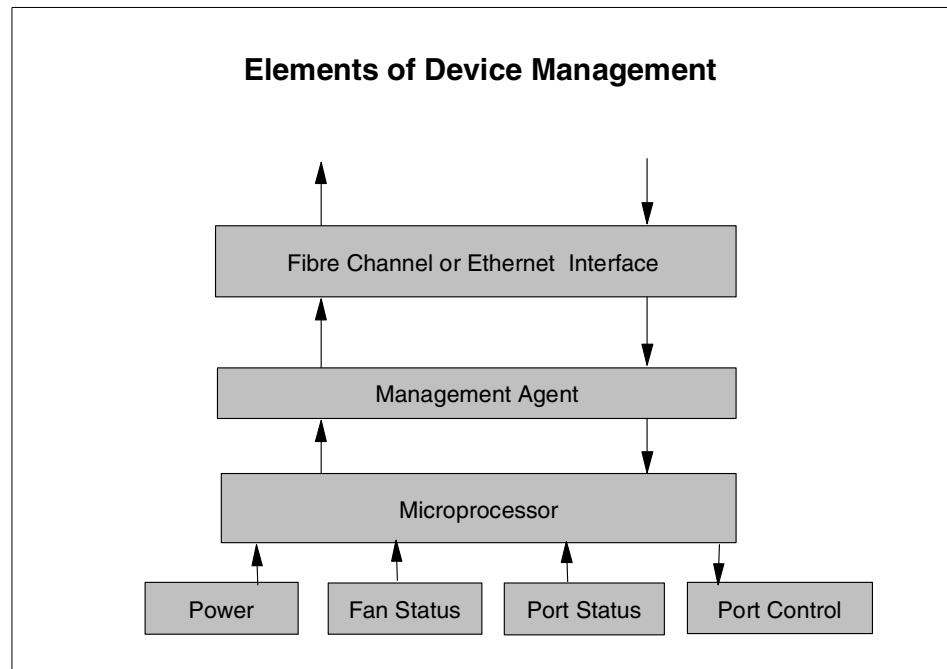 Elements of Device Management
Fibre Channel or Ethernet Interface
Management Agent
Microprocessor
Power
Fan Status
Port Status
Port Control